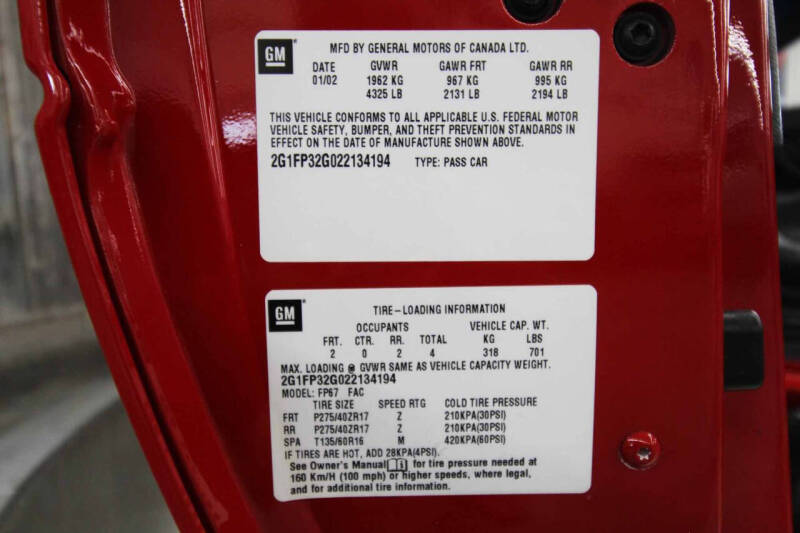 GM MFD BY GENERAL MOTORS OF CANADA LTD.
DATE GVWR GAWR FRT GAWR RR
01/02 1962 KG 967 KG 995 KG
4325 LB 2131 LB 2194 LB
THIS VEHICLE CONFORMS TO ALL APPLICABLE U.S. FEDERAL MOTOR
VEHICLE SAFETY, BUMPER, AND THEFT PREVENTION STANDARDS IN
EFFECT ON THE DATE OF MANUFACTURE SHOWN ABOVE.
2G1FP32G022134194 TYPE: PASS CAR
GM TIRE-LOADING INFORMATION
OCCUPANTS VEHICLE CAP. WT.
FRT. CTR. RR. TOTAL KG LBS
2 0 2 4 318 701
MAX. LOADING @ GVWR SAME AS VEHICLE CAPACITY WEIGHT.
2G1FP32G022134194
MODEL: FP67 FAC
TIRE SIZE SPEED RTG COLD TIRE PRESSURE
FRT P275/40ZR17 Z 210KPA(30PSI)
RR P275/40ZR17 Z 210KPA(30PSI)
SPA T135/60R16 M 420KPA(60PSI)
IF TIRES ARE HOT, ADD 28KPA(4PSI).
See Owner's Manual i for tire pressure needed at
160 Km/H (100 mph) or higher speeds, where legal,
and for additional tire information.